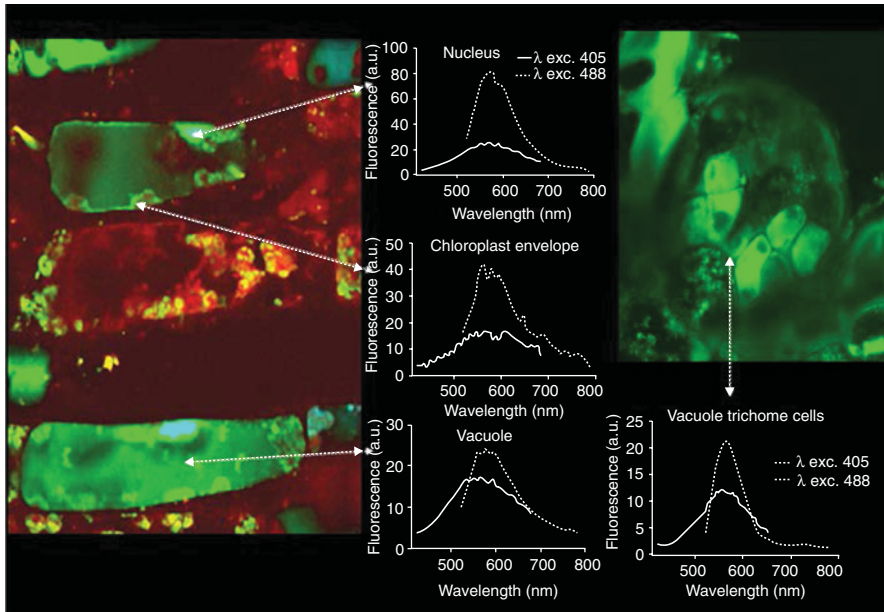 Nucleus
λ exc. 405
λ exc. 488
Fluorescence (a.u.)
100
80
60
40
20
0
500 600 700 800
Wavelength (nm)
Chloroplast envelope
Fluorescence (a.u.)
50
40
30
20
10
0
500 600 700 800
Wavelength (nm)
Vacuole
Fluorescence (a.u.)
30
20
10
0
500 600 700 800
Wavelength (nm)
Vacuole trichome cells
λ exc. 405
λ exc. 488
Fluorescence (a.u.)
25
20
15
10
5
0
500 600 700 800
Wavelength (nm)